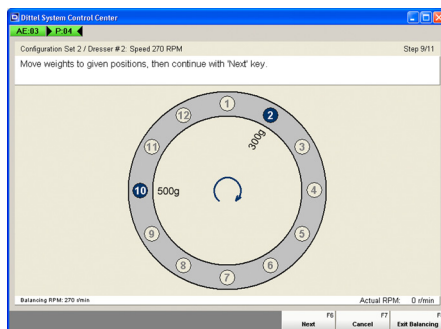 Dittel System Control Center
AE:03 P:04
Configuration Set 2 / Dresser #2: Speed 270 RPM Step 9/11
Move weights to given positions, then continue with 'Next' key.
1
12
2
300g
11
3
10
500g
4
9
5
8
6
7
Balancing RPM: 270 r/min Actual RPM: 0 r/min
F6 F7 F
Next Cancel Exit Balancing